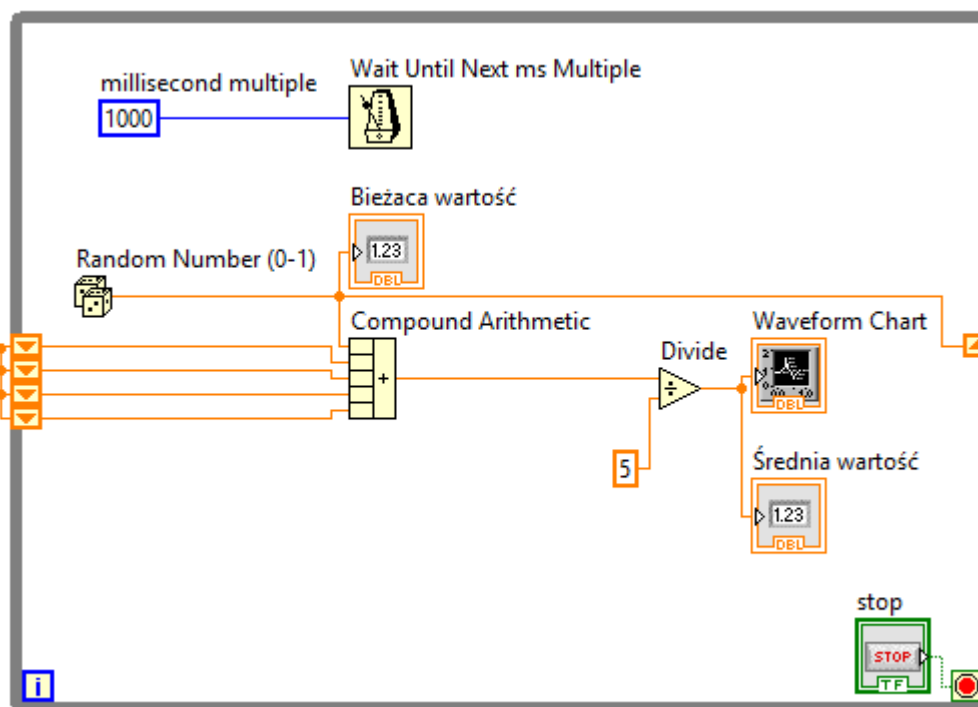 millisecond multiple
Wait Until Next ms Multiple
1000
Bieżaca wartość
1.23
DBL
Random Number (0-1)
Compound Arithmetic
+
Divide
÷
Waveform Chart
DBL
5
Średnia wartość
1.23
DBL
stop
STOP
TF
i